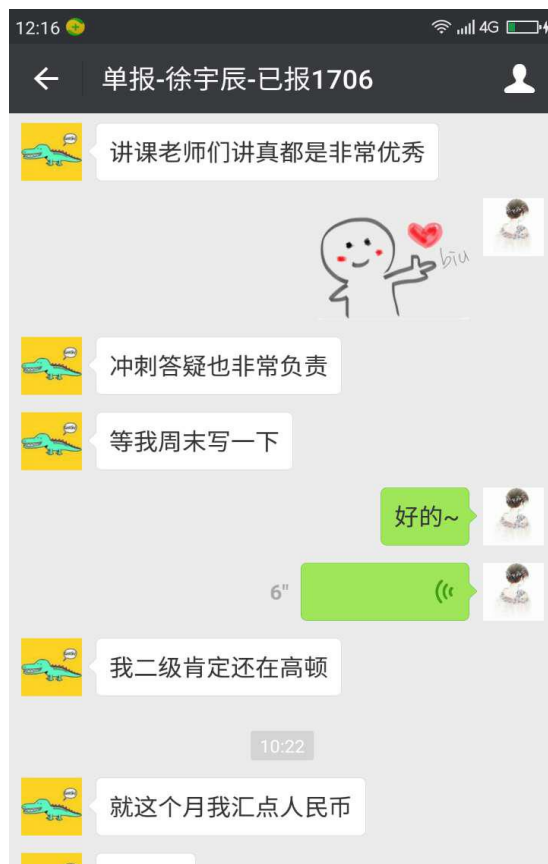 12:16
4G
单报-徐宇辰-已报1706
讲课老师们讲真都是非常优秀
biu
冲刺答疑也非常负责
等我周末写一下
好的~
6"
我二级肯定还在高顿
10:22
就这个月我汇点人民币